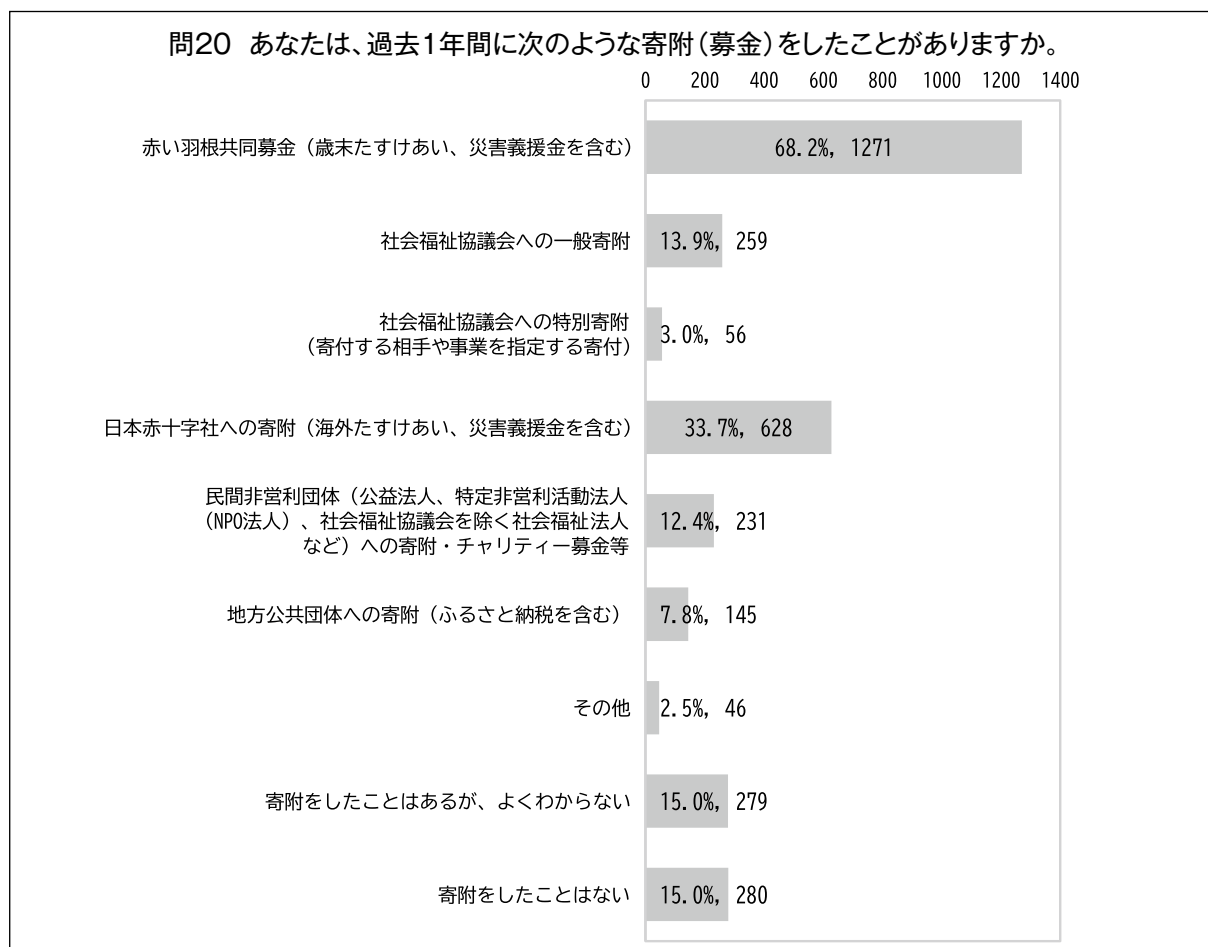 問20 あなたは、過去1年間に次のような寄附(募金)をしたことがありますか。
0 200 400 600 800 1000 1200 1400
赤い羽根共同募金（歳末たすけあい、災害義援金を含む） 68.2%, 1271
社会福祉協議会への一般寄附 13.9%, 259
社会福祉協議会への特別寄附
（寄付する相手や事業を指定する寄付） 3.0%, 56
日本赤十字社への寄附（海外たすけあい、災害義援金を含む） 33.7%, 628
民間非営利団体（公益法人、特定非営利活動法人
（NPO法人）、社会福祉協議会を除く社会福祉法人 12.4%, 231
など）への寄附・チャリティー募金等
地方公共団体への寄附（ふるさと納税を含む） 7.8%, 145
その他 2.5%, 46
寄附をしたことはあるが、よくわからない 15.0%, 279
寄附をしたことはない 15.0%, 280